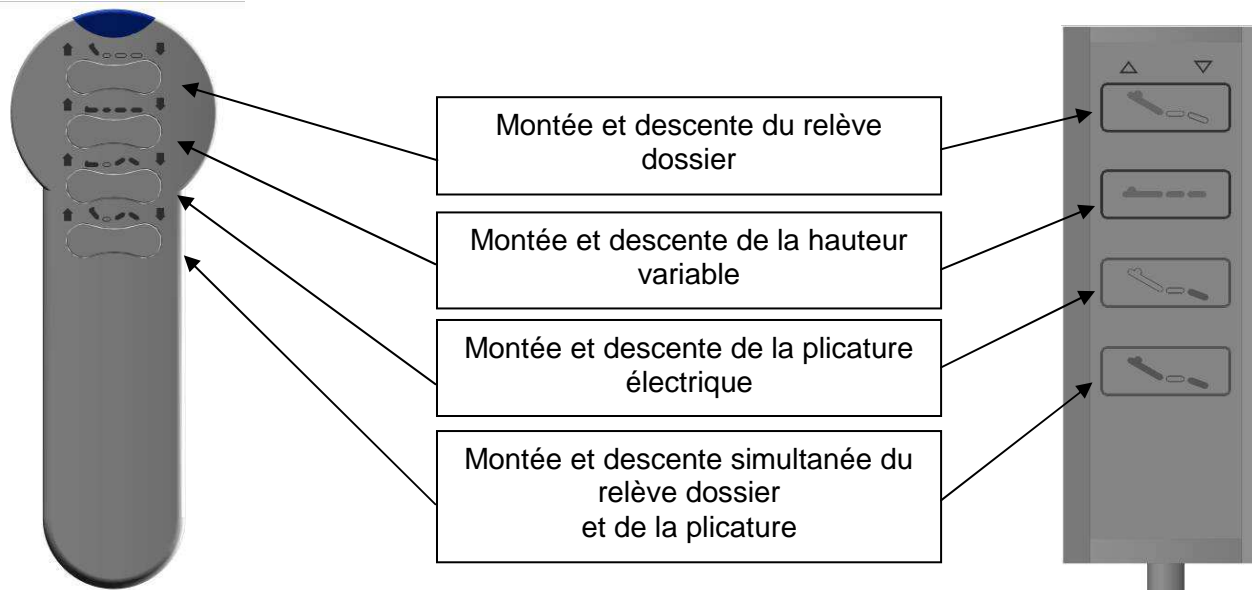 Montée et descente du relève
dossier
Montée et descente de la hauteur
variable
Montée et descente de la plicature
électrique
Montée et descente simultanée du
relève dossier
et de la plicature